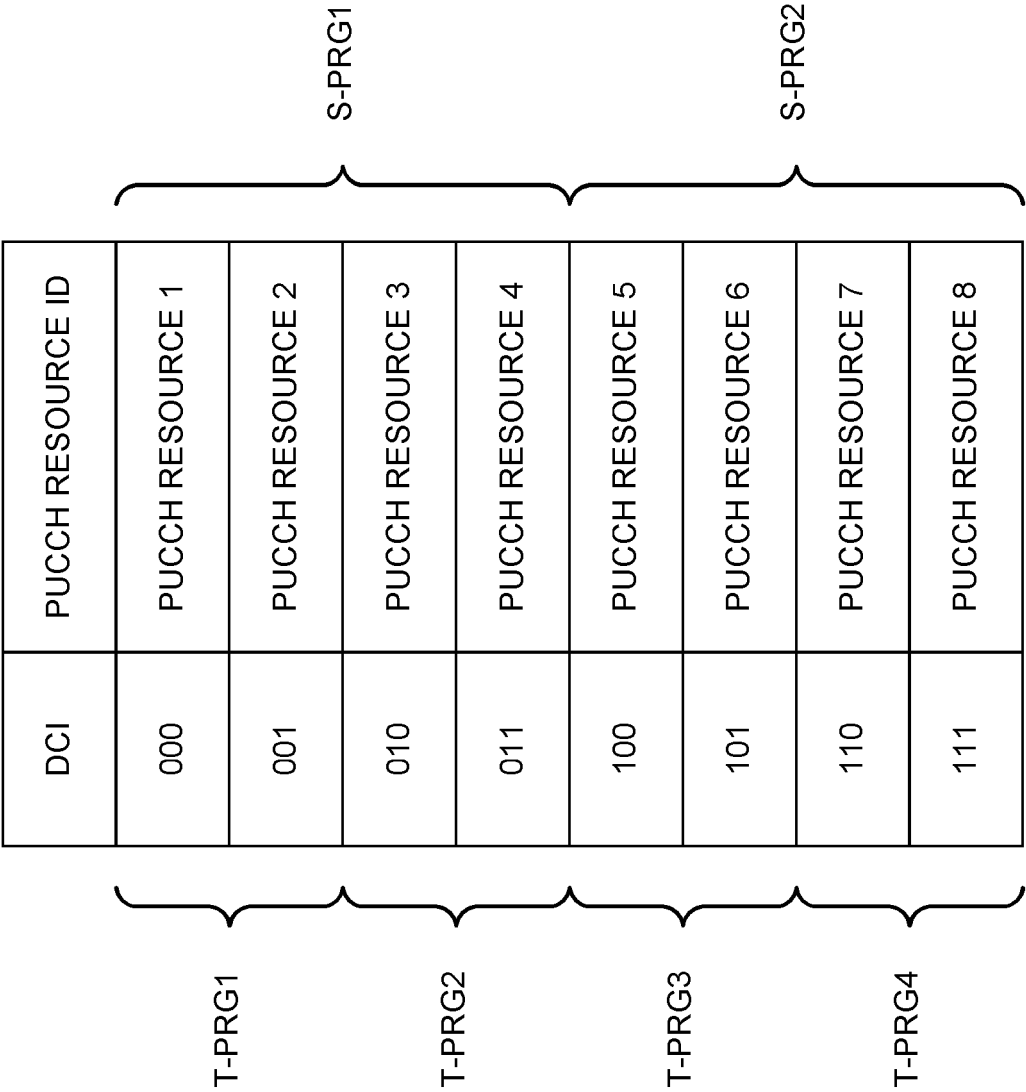 DCI PUCCH RESOURCE ID
T-PRG1
000 PUCCH RESOURCE 1
001 PUCCH RESOURCE 2
S-PRG1
T-PRG2
010 PUCCH RESOURCE 3
011 PUCCH RESOURCE 4
T-PRG3
100 PUCCH RESOURCE 5
101 PUCCH RESOURCE 6
S-PRG2
T-PRG4
110 PUCCH RESOURCE 7
111 PUCCH RESOURCE 8